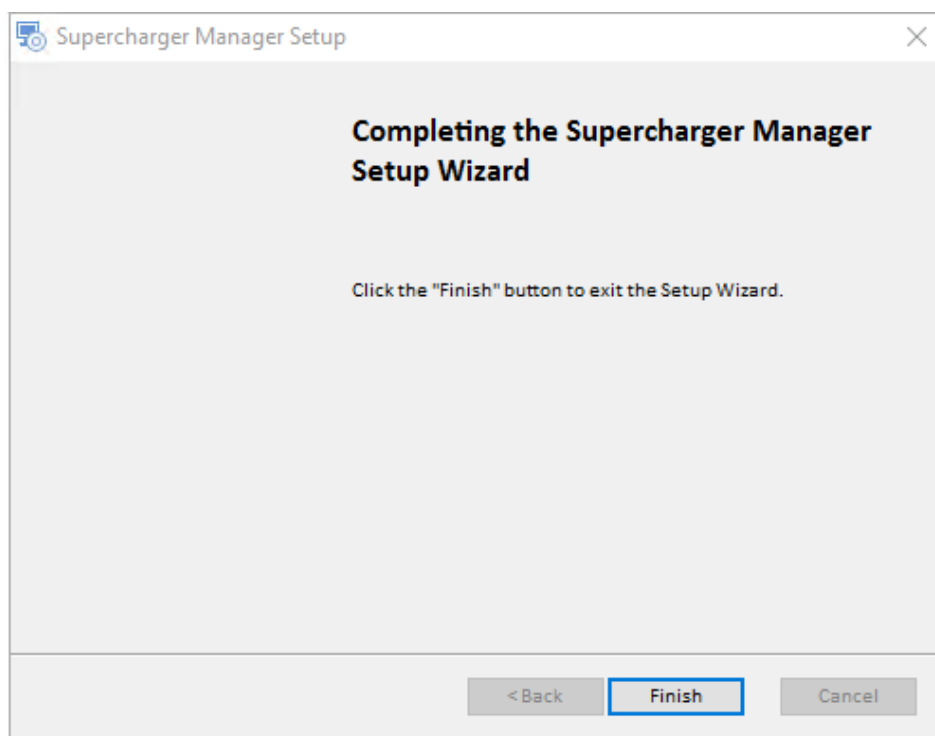 Supercharger Manager Setup
Completing the Supercharger Manager
Setup Wizard
Click the "Finish" button to exit the Setup Wizard.
< Back
Finish
Cancel